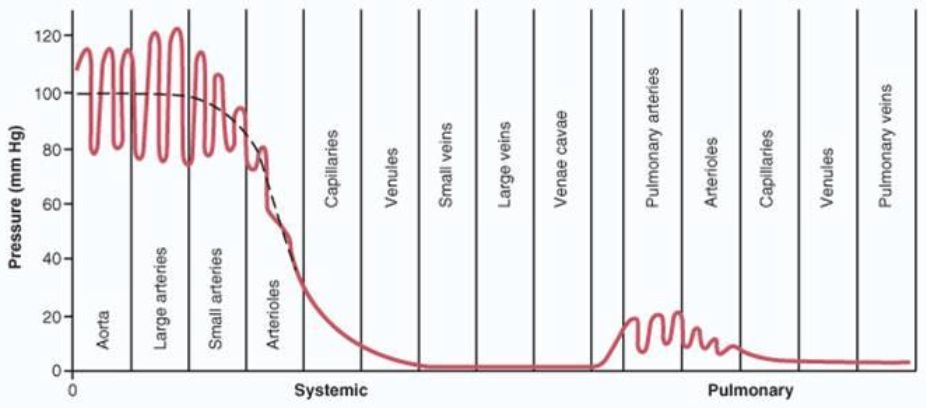 Pressure (mm Hg)
120
100
80
60
40
20
0
0
Aorta
Large arteries
Small arteries
Arterioles
Capillaries
Venules
Small veins
Large veins
Venae cavae
Pulmonary arteries
Arterioles
Capillaries
Venules
Pulmonary veins
Systemic
Pulmonary